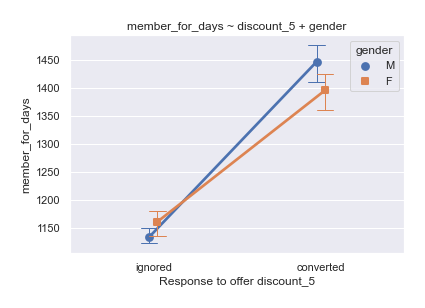 member_for_days ~ discount_5 + gender
gender
M
F
1450
1400
1350
1300
1250
1200
1150
member_for_days
ignored
converted
Response to offer discount_5